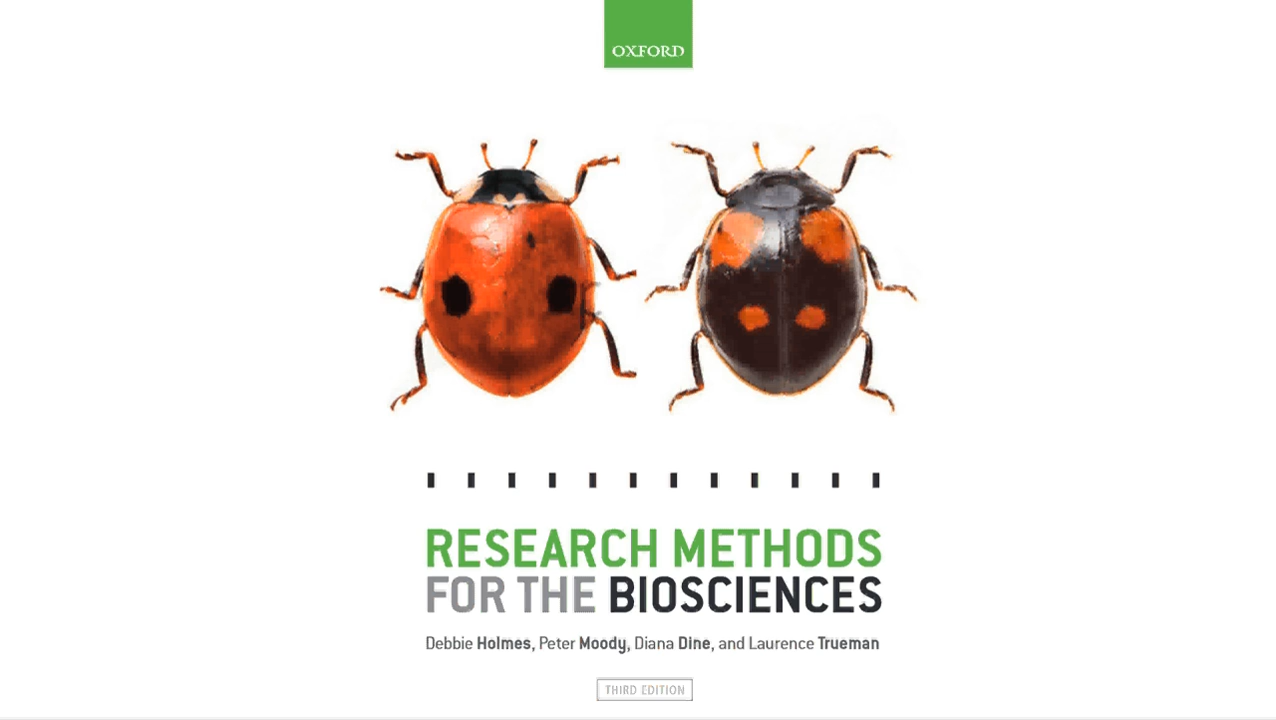 OXFORD
RESEARCH METHODS
FOR THE BIOSCIENCES
Debbie Holmes, Peter Moody, Diana Dine, and Laurence Trueman
THIRD EDITION